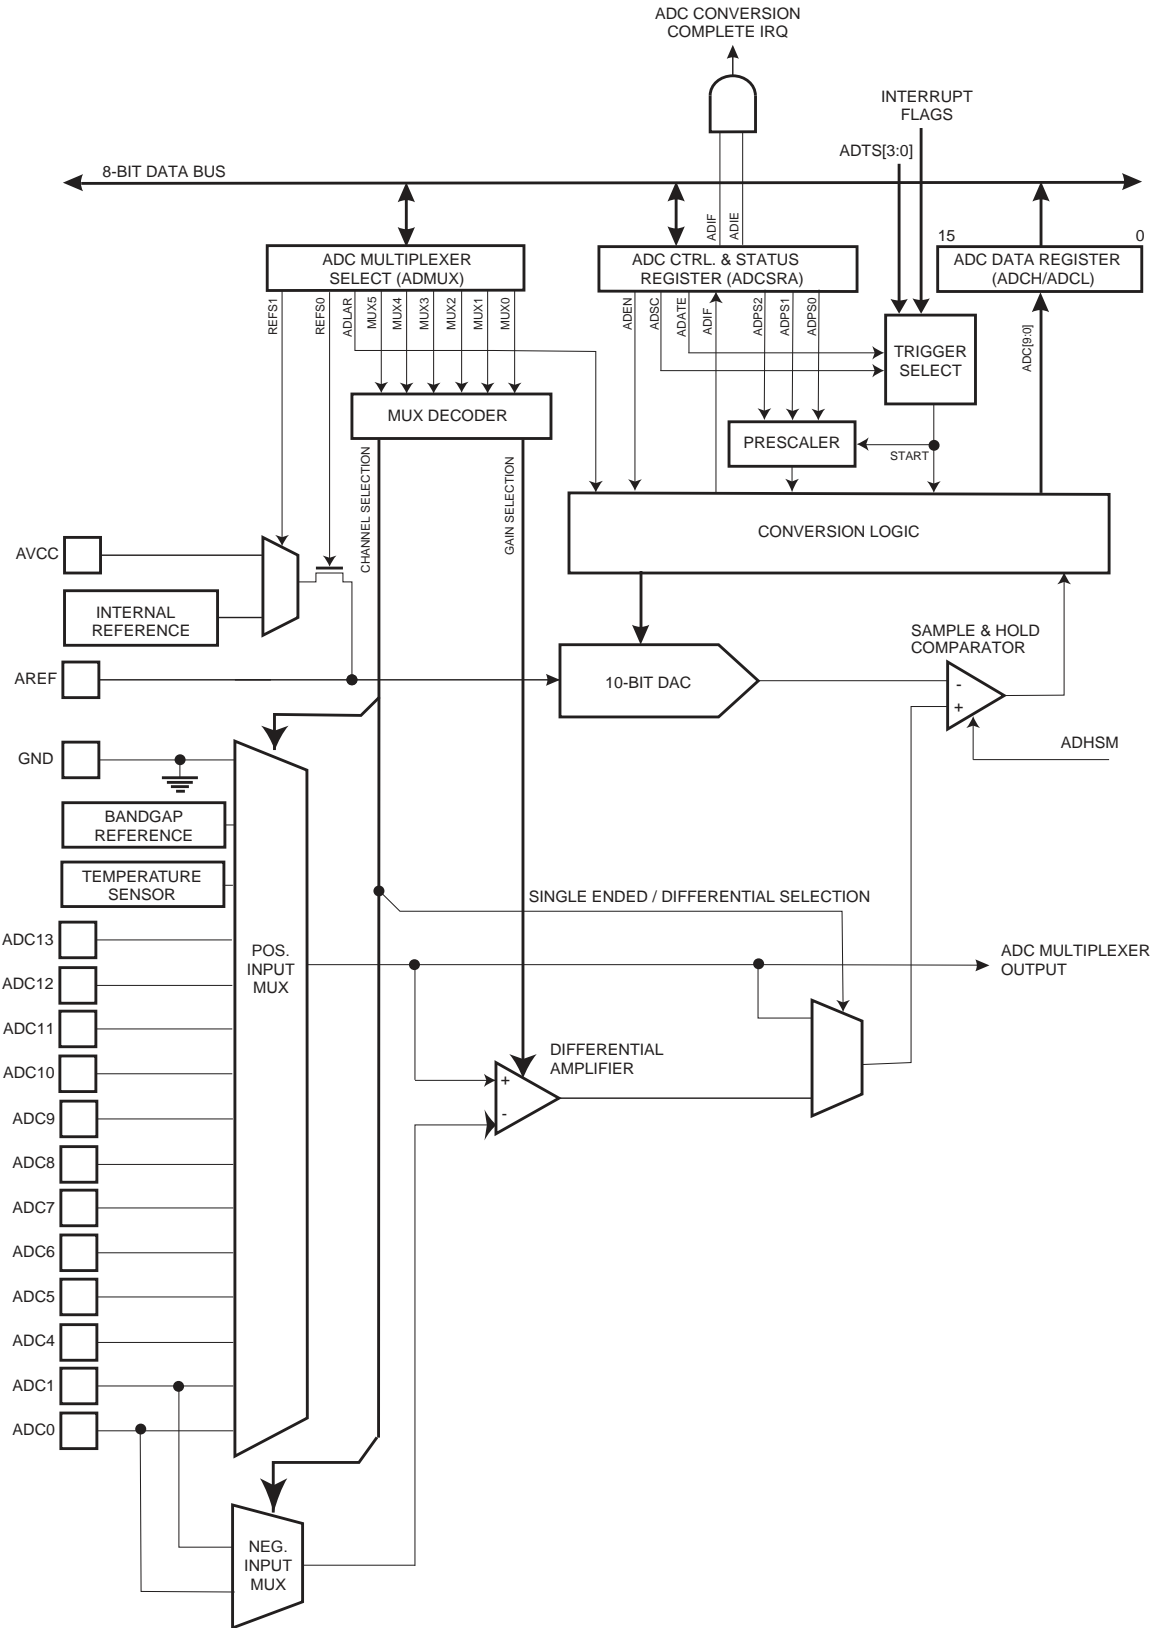 ADC CONVERSION
COMPLETE IRQ
INTERRUPT
FLAGS
ADTS[3:0]
8-BIT DATA BUS
ADIF
ADIE
15
0
ADC MULTIPLEXER
SELECT (ADMUX)
ADC CTRL. & STATUS
REGISTER (ADCSRA)
ADC DATA REGISTER
(ADCH/ADCL)
REFS1
REFS0
ADLAR
MUX5
MUX4
MUX3
MUX2
MUX1
MUX0
ADEN
ADSC
ADATE
ADIF
ADPS2
ADPS1
ADPS0
ADC[9:0]
TRIGGER
SELECT
MUX DECODER
PRESCALER
START
CHANNEL SELECTION
GAIN SELECTION
CONVERSION LOGIC
AVCC
INTERNAL
REFERENCE
SAMPLE & HOLD
COMPARATOR
AREF
10-BIT DAC
-
+
ADHSM
GND
BANDGAP
REFERENCE
TEMPERATURE
SENSOR
SINGLE ENDED / DIFFERENTIAL SELECTION
ADC13
POS.
INPUT
MUX
ADC MULTIPLEXER
OUTPUT
ADC12
ADC11
DIFFERENTIAL
AMPLIFIER
ADC10
+
-
ADC9
ADC8
ADC7
ADC6
ADC5
ADC4
ADC1
ADC0
NEG.
INPUT
MUX